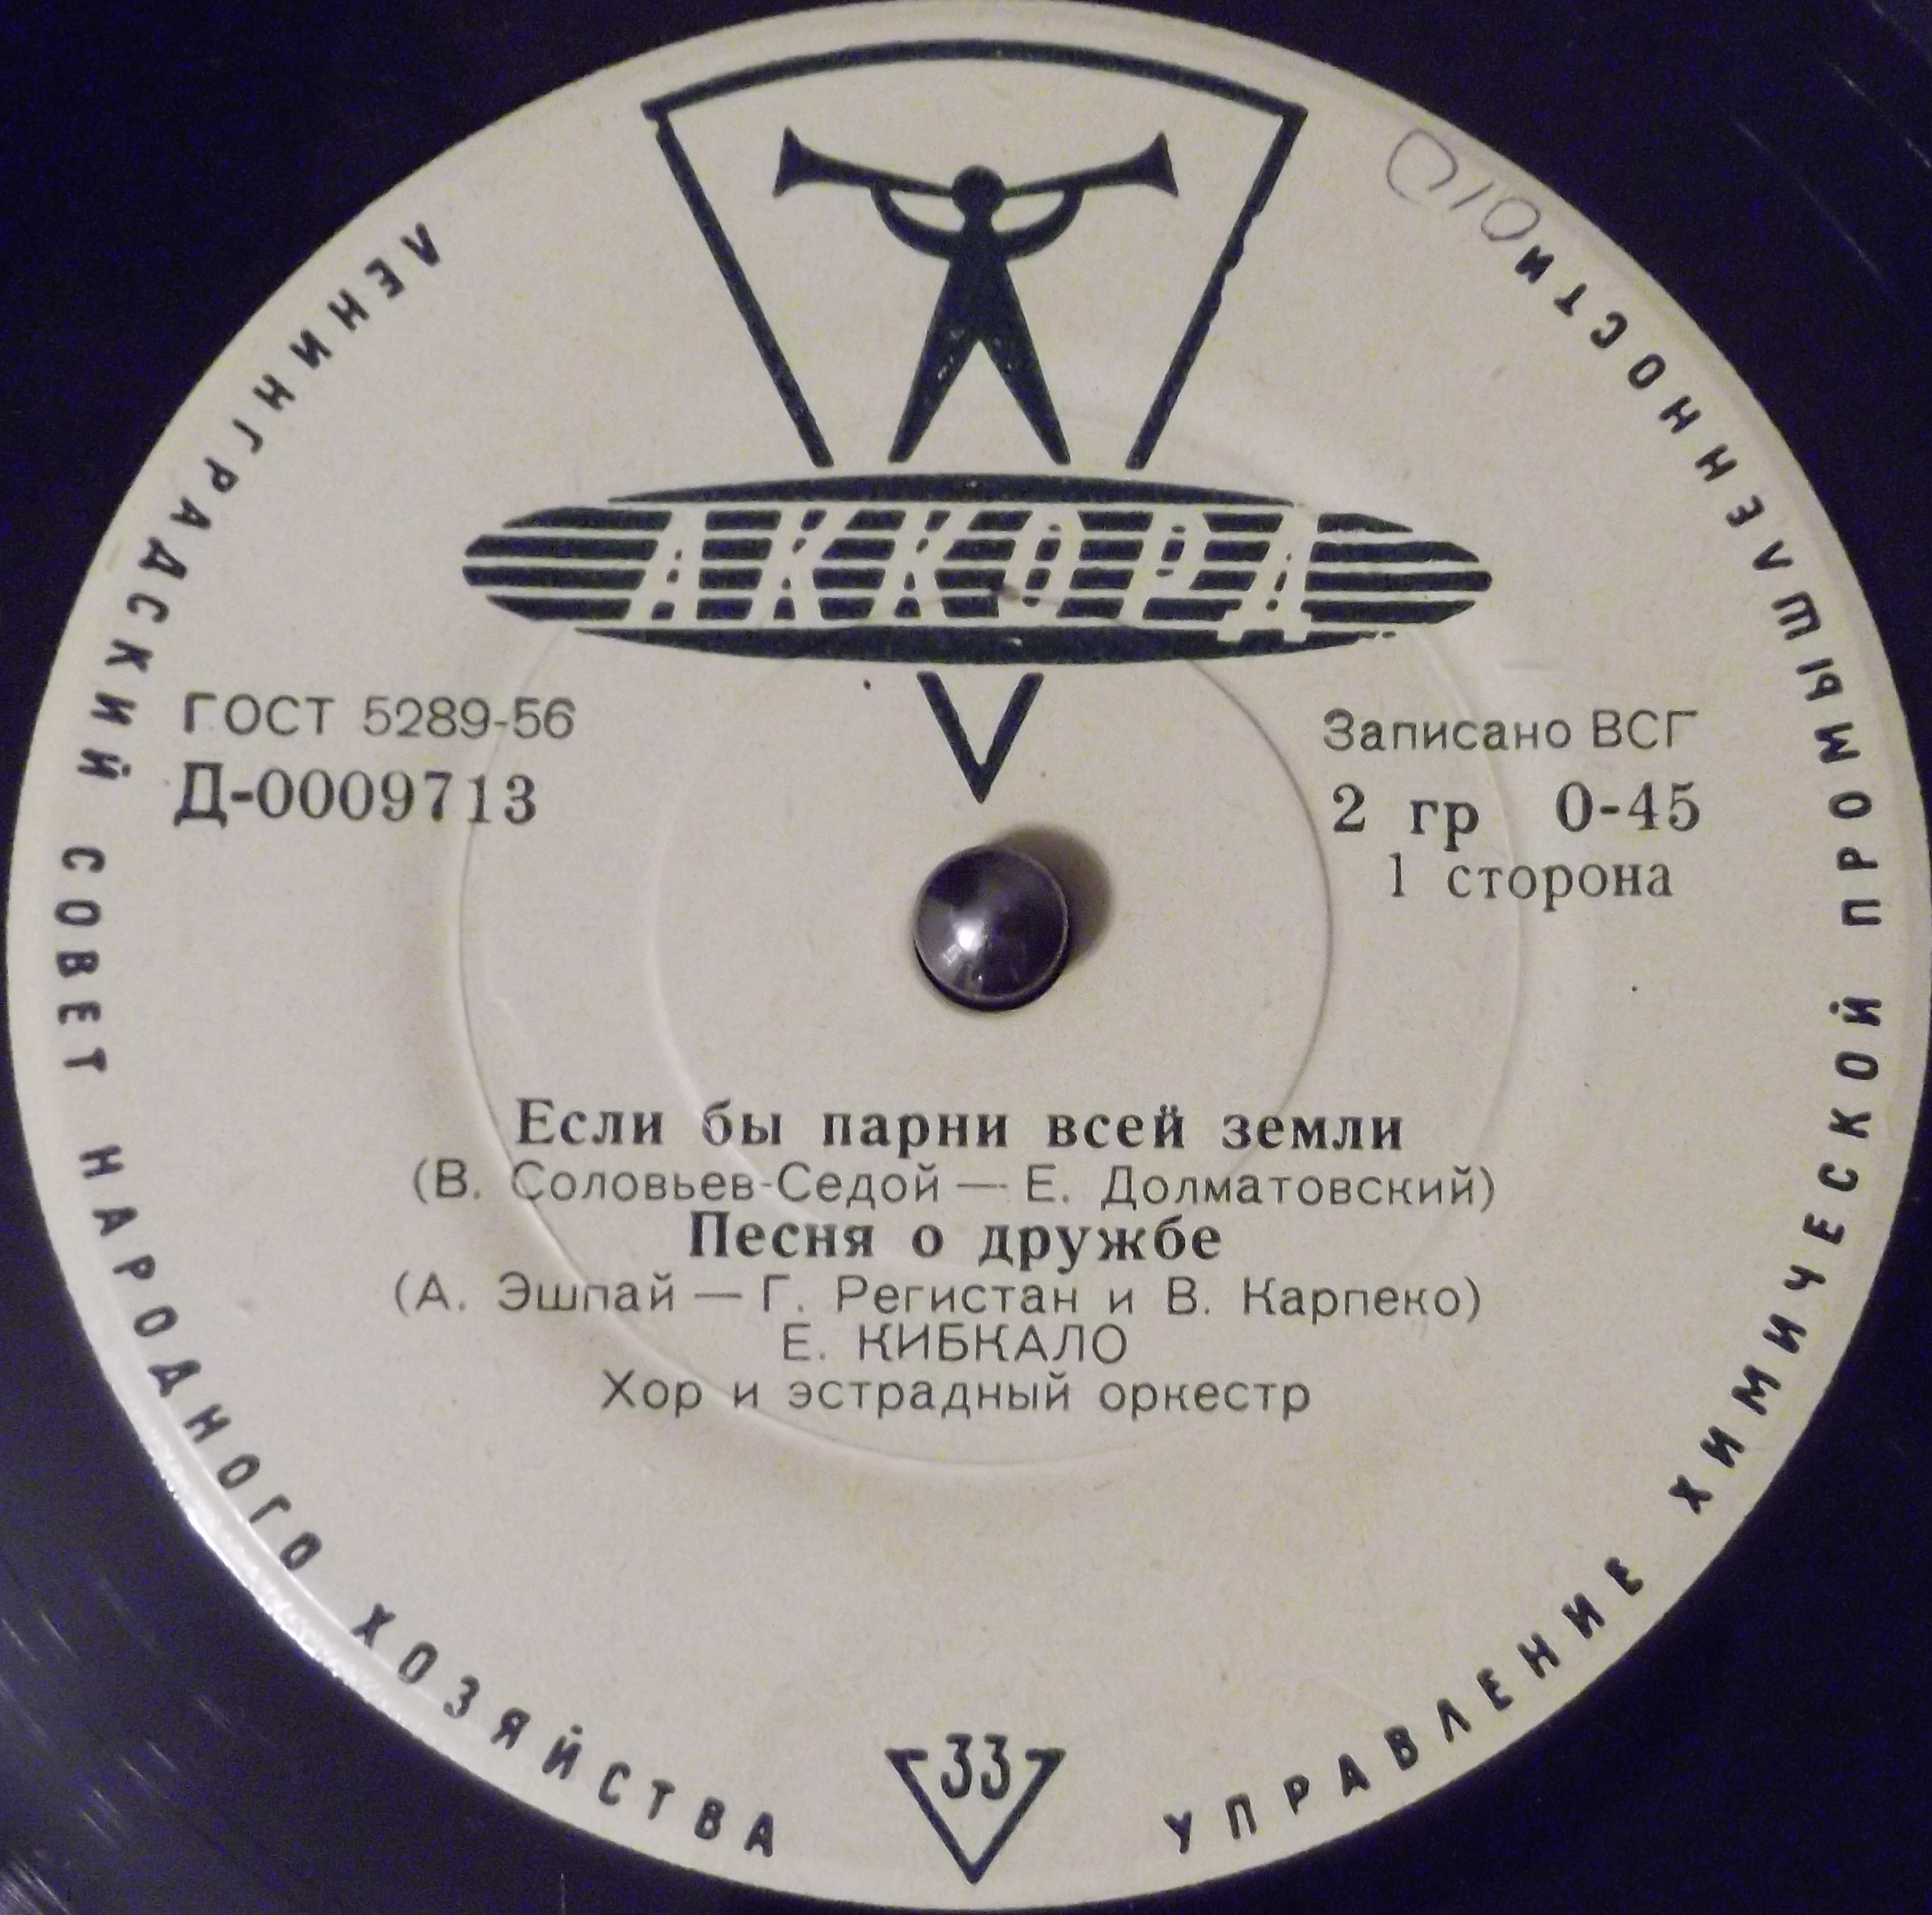 ЛЕНИНГРАДСКИЙ СОВЕТ НАРОДНОГО ХОЗЯЙСТВА
УПРАВЛЕНИЕ ХИМИЧЕСКОЙ ПРОМЫШЛЕННОСТИ
АККОРД
ГОСТ 5289-56
Д-0009713
Записано ВСГ
2 гр 0-45
1 сторона
Если бы парни всей земли
(В. Соловьев-Седой — Е. Долматовский)
Песня о дружбе
(А. Эшпай — Г. Регистан и В. Карпеко)
Е. КИБКАЛО
Хор и эстрадный оркестр
33